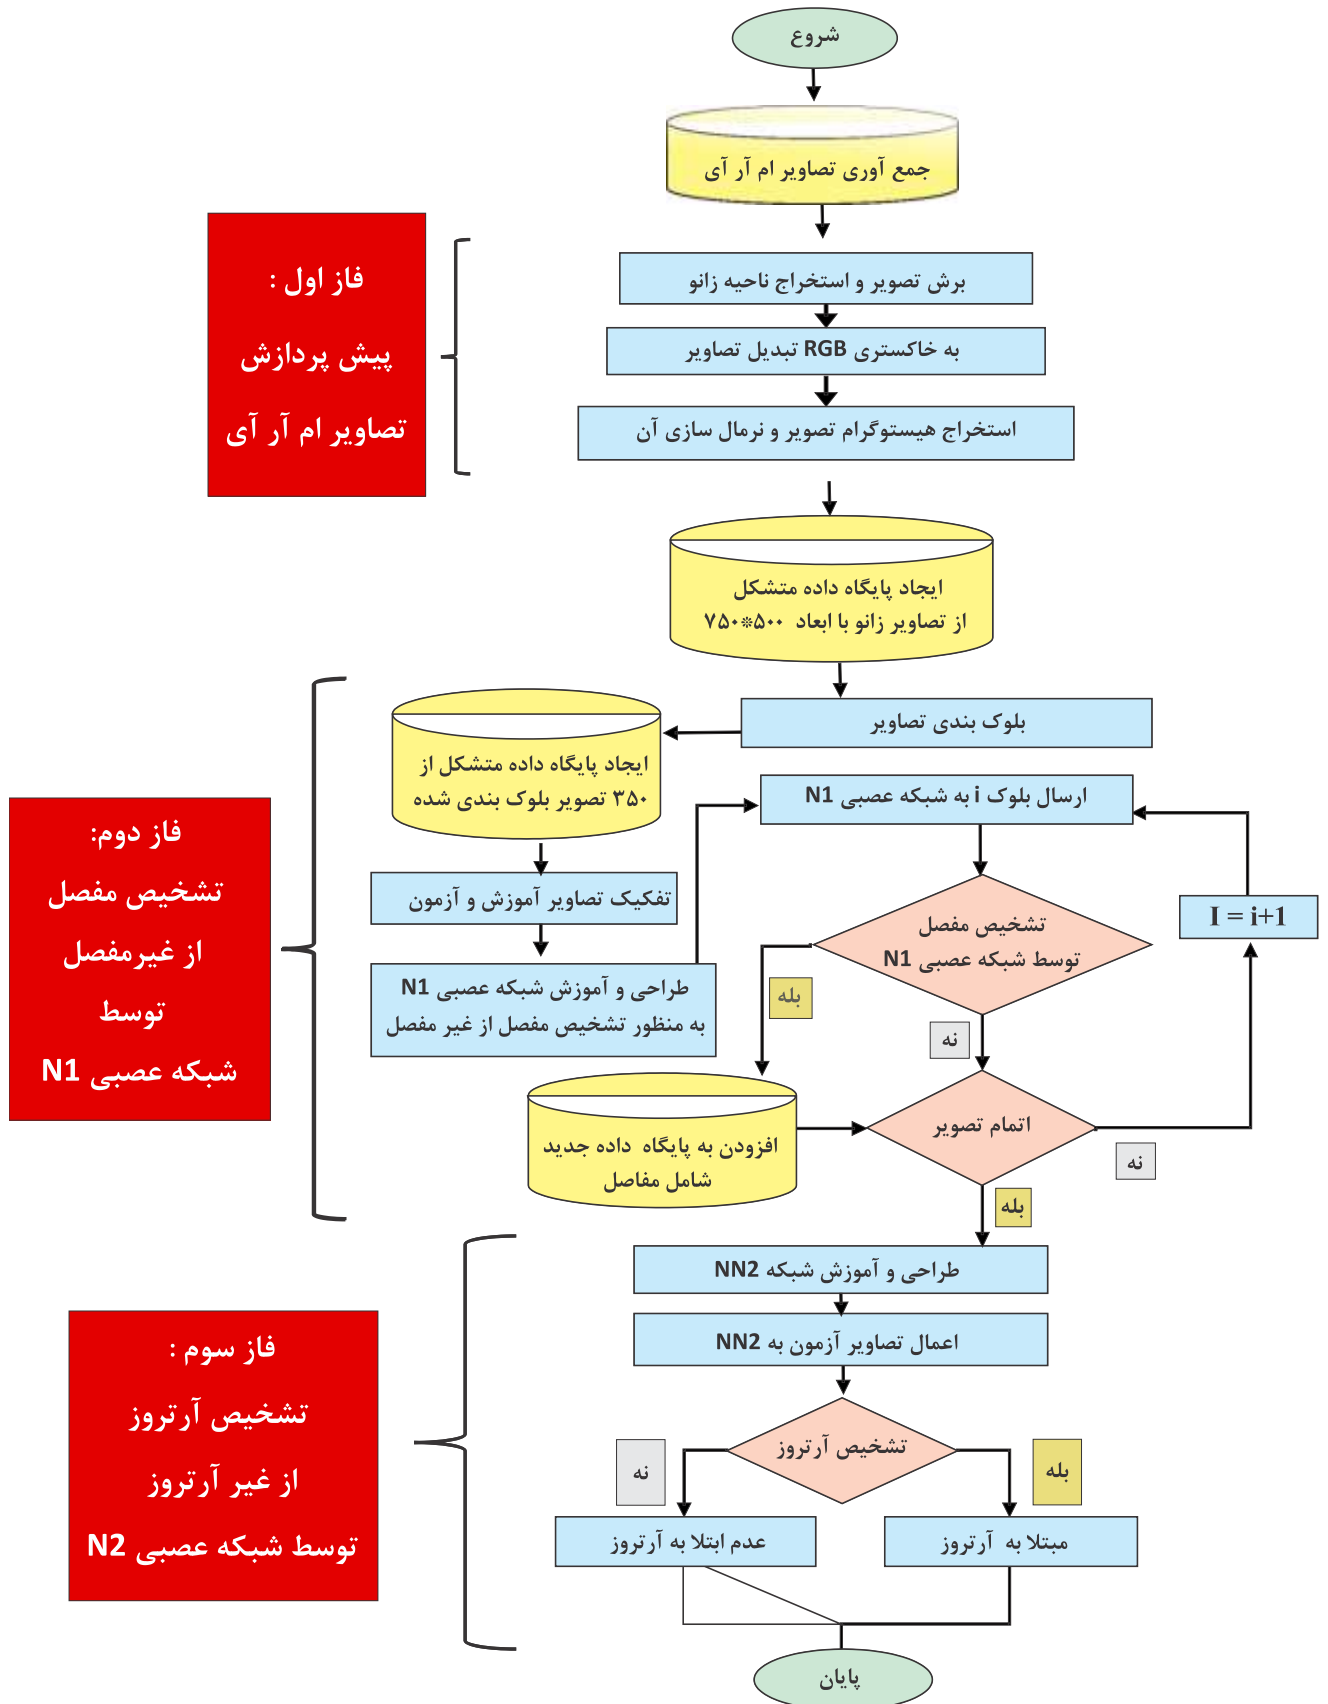 شروع
جمع آوری تصاویر ام آر آی
فاز اول :
پیش پردازش
تصاویر ام آر آی
برش تصویر و استخراج ناحیه زانو
به خاکستری RGB تبدیل تصاویر
استخراج هیستوگرام تصویر و نرمال سازی آن
ایجاد پایگاه داده متشکل
از تصاویر زانو با ابعاد ۵۰۰*۷۵۰
بلوک بندی تصاویر
ایجاد پایگاه داده متشکل از
۳۵۰ تصویر بلوک بندی شده
تفکیک تصاویر آموزش و آزمون
طراحی و آموزش شبکه عصبی N1
به منظور تشخیص مفصل از غیر مفصل
ارسال بلوک i به شبکه عصبی N1
تشخیص مفصل
توسط شبکه عصبی N1
I = i+1
بله
نه
فاز دوم:
تشخیص مفصل
از غیرمفصل
توسط
شبکه عصبی N1
افزودن به پایگاه داده جدید
شامل مفاصل
اتمام تصویر
نه
بله
طراحی و آموزش شبکه NN2
اعمال تصاویر آزمون به NN2
تشخیص آرتروز
نه
بله
عدم ابتلا به آرتروز
مبتلا به آرتروز
فاز سوم :
تشخیص آرتروز
از غیر آرتروز
توسط شبکه عصبی N2
پایان